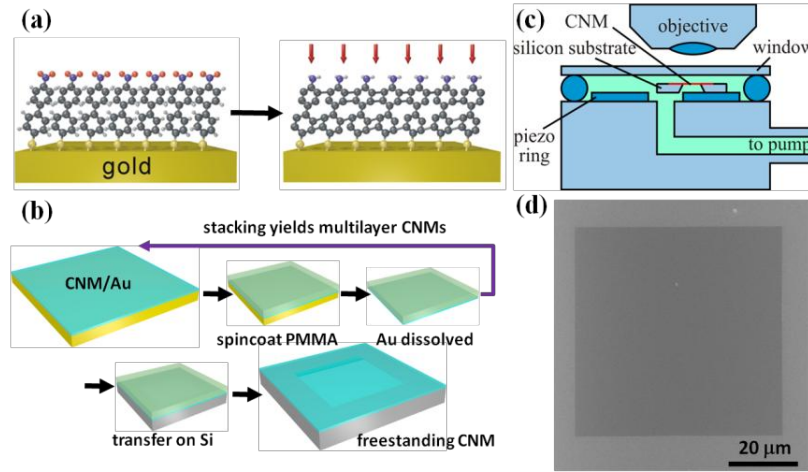 (a)
gold
(c)
CNM
objective
silicon substrate
window
piezo
ring
to pump
(b)
stacking yields multilayer CNMs
CNM/Au
spincoat PMMA
Au dissolved
transfer on Si
freestanding CNM
(d)
20 μm